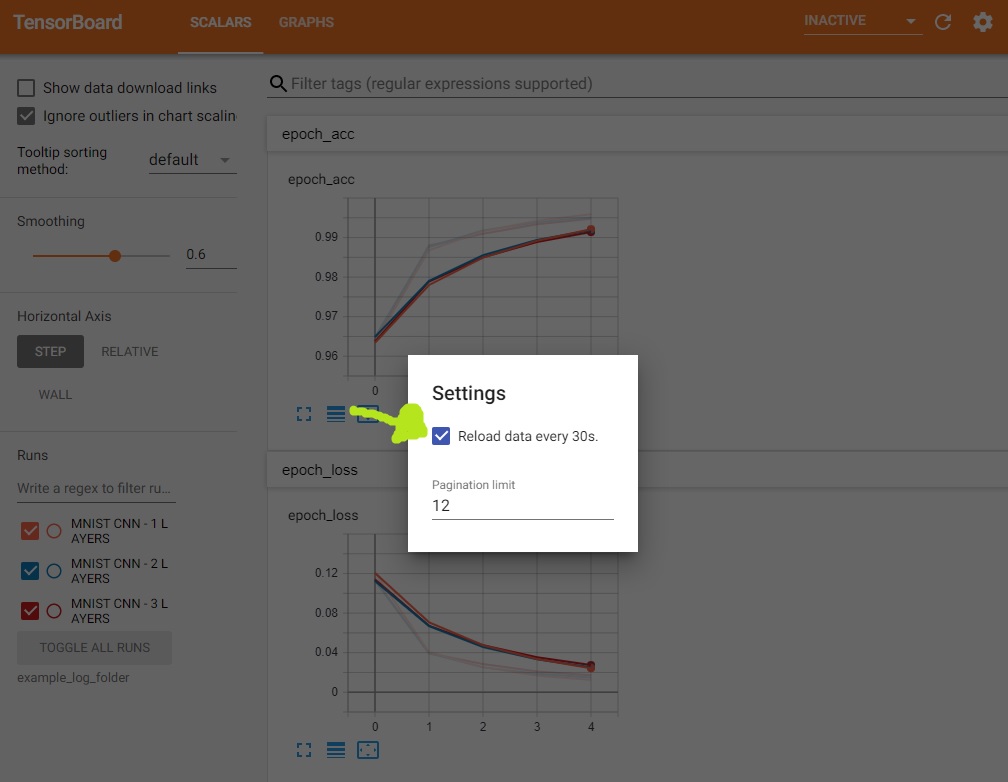 TensorBoard
SCALARS
GRAPHS
INACTIVE
Show data download links
Ignore outliers in chart scalin
Tooltip sorting
method:
default
Smoothing
0.6
Horizontal Axis
STEP
RELATIVE
WALL
Runs
Write a regex to filter ru...
MNIST CNN - 1 L
AYERS
MNIST CNN - 2 L
AYERS
MNIST CNN - 3 L
AYERS
TOGGLE ALL RUNS
example_log_folder
Filter tags (regular expressions supported)
epoch_acc
epoch_acc
0.99
0.98
0.97
0.96
0
Settings
Reload data every 30s.
Pagination limit
12
epoch_loss
epoch_loss
0.12
0.08
0.04
0
0 1 2 3 4